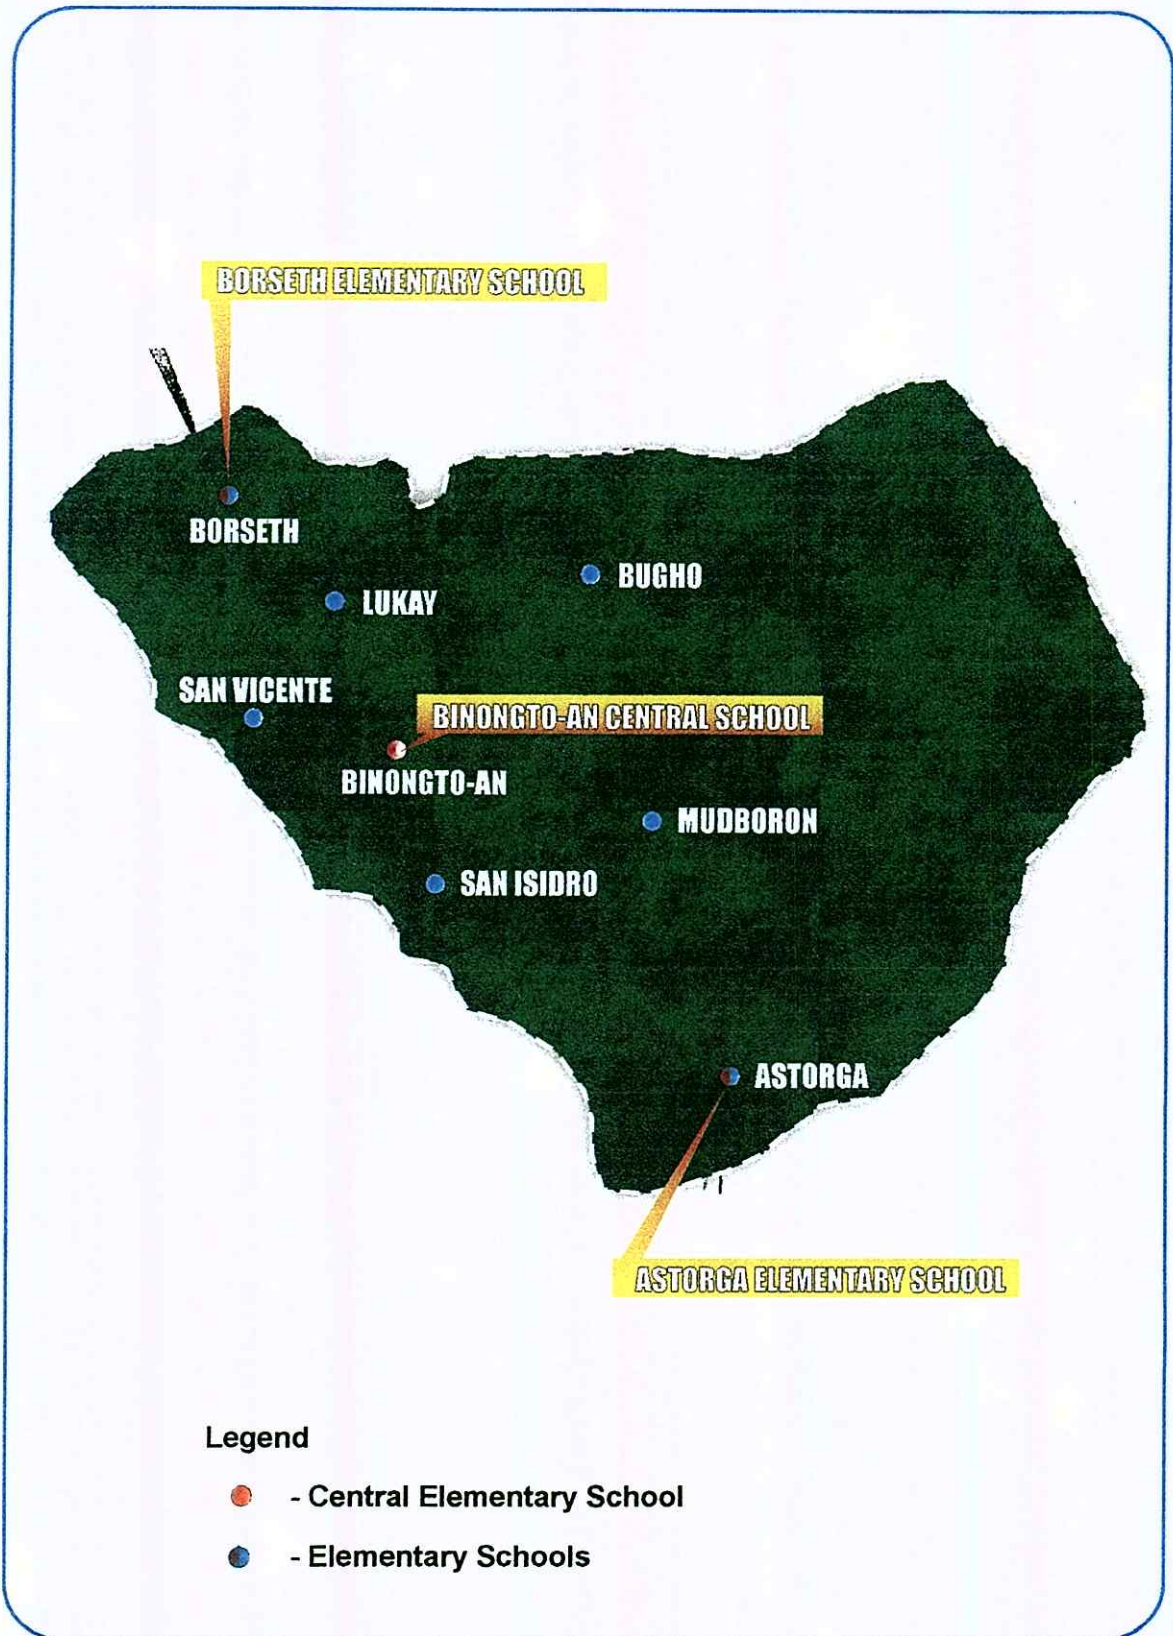 BORSETH ELEMENTARY SCHOOL
BORSETH
BUGHO
LUKAY
SAN VICENTE
BINONGTO-AN CENTRAL SCHOOL
BINONGTO-AN
MUDBORON
SAN ISIDRO
ASTORGA
ASTORGA ELEMENTARY SCHOOL
Legend
- Central Elementary School
- Elementary Schools